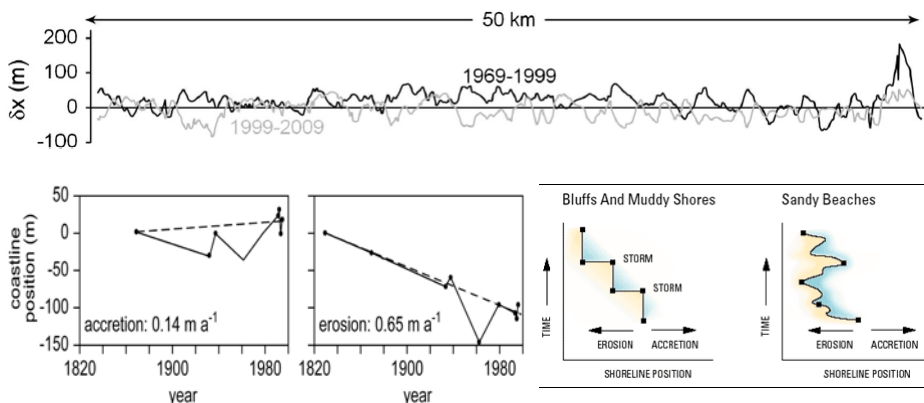 50 km
200
100
0
-100
δx (m)
1969-1999
1999-2009
50
0
-50
-100
-150
coastline
position (m)
accretion: 0.14 m a⁻¹
erosion: 0.65 m a⁻¹
1820
1900
1980
year
1820
1900
1980
year
Bluffs And Muddy Shores
STORM
STORM
TIME
EROSION
ACCRETION
SHORELINE POSITION
Sandy Beaches
TIME
EROSION
ACCRETION
SHORELINE POSITION